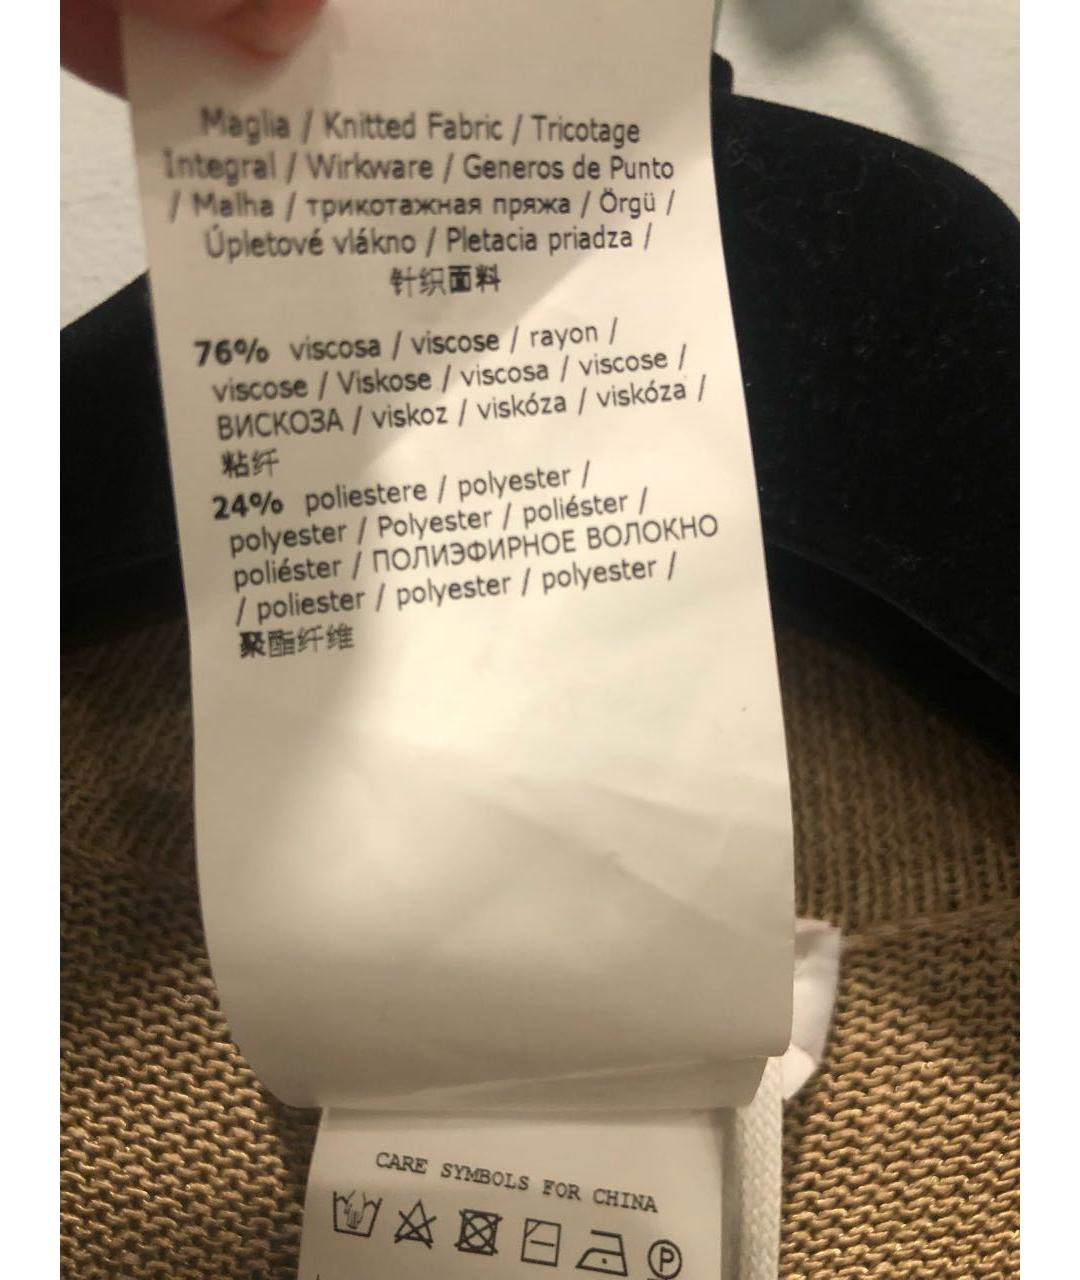 Maglia / Knitted Fabric / Tricotage
Integral / Wirkware / Generos de Punto
/ Malha / трикотажная пряжа / Örgü /
Úpletové vlákno / Pletacia priadza /
针织面料
76% viscosa / viscose / rayon /
viscose / Viskose / viscosa / viscose /
ВИСКОЗА / viskoz / viskóza / viskóza /
粘纤
24% poliestere / polyester /
polyester / Polyester / poliéster /
poliéster / ПОЛИЭФИРНОЕ ВОЛОКНО
/ poliester / polyester / polyester /
聚酯纤维
CARE SYMBOLS FOR CHINA
P